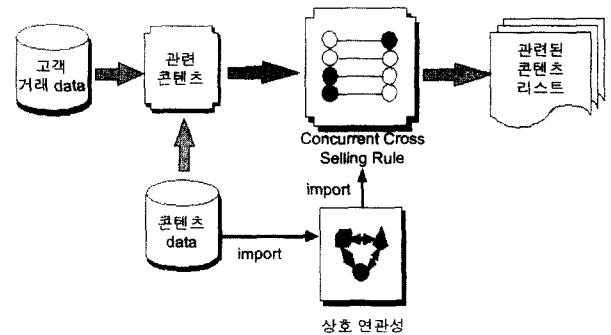 고객
거래 data
관련
콘텐츠
관련된
콘텐츠
리스트
Concurrent Cross
Selling Rule
import
콘텐츠
data
import
상호 연관성